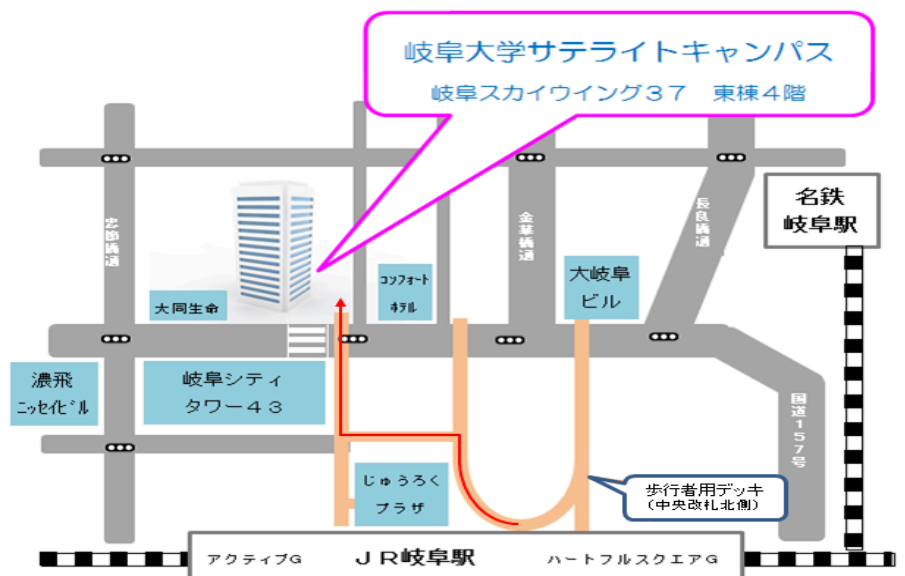 岐阜大学サテライトキャンパス
岐阜スカイウイング３７　東棟４階
名鉄
岐阜駅
忠節橋通
金華橋通
長良橋通
大岐阜
ビル
コンフォート
ホテル
大同生命
濃飛
ニッセイビル
岐阜シティ
タワー４３
国道１５７号
じゅうろく
プラザ
歩行者用デッキ
（中央改札北側）
アクティブＧ
ＪＲ岐阜駅
ハートフルスクエアＧ